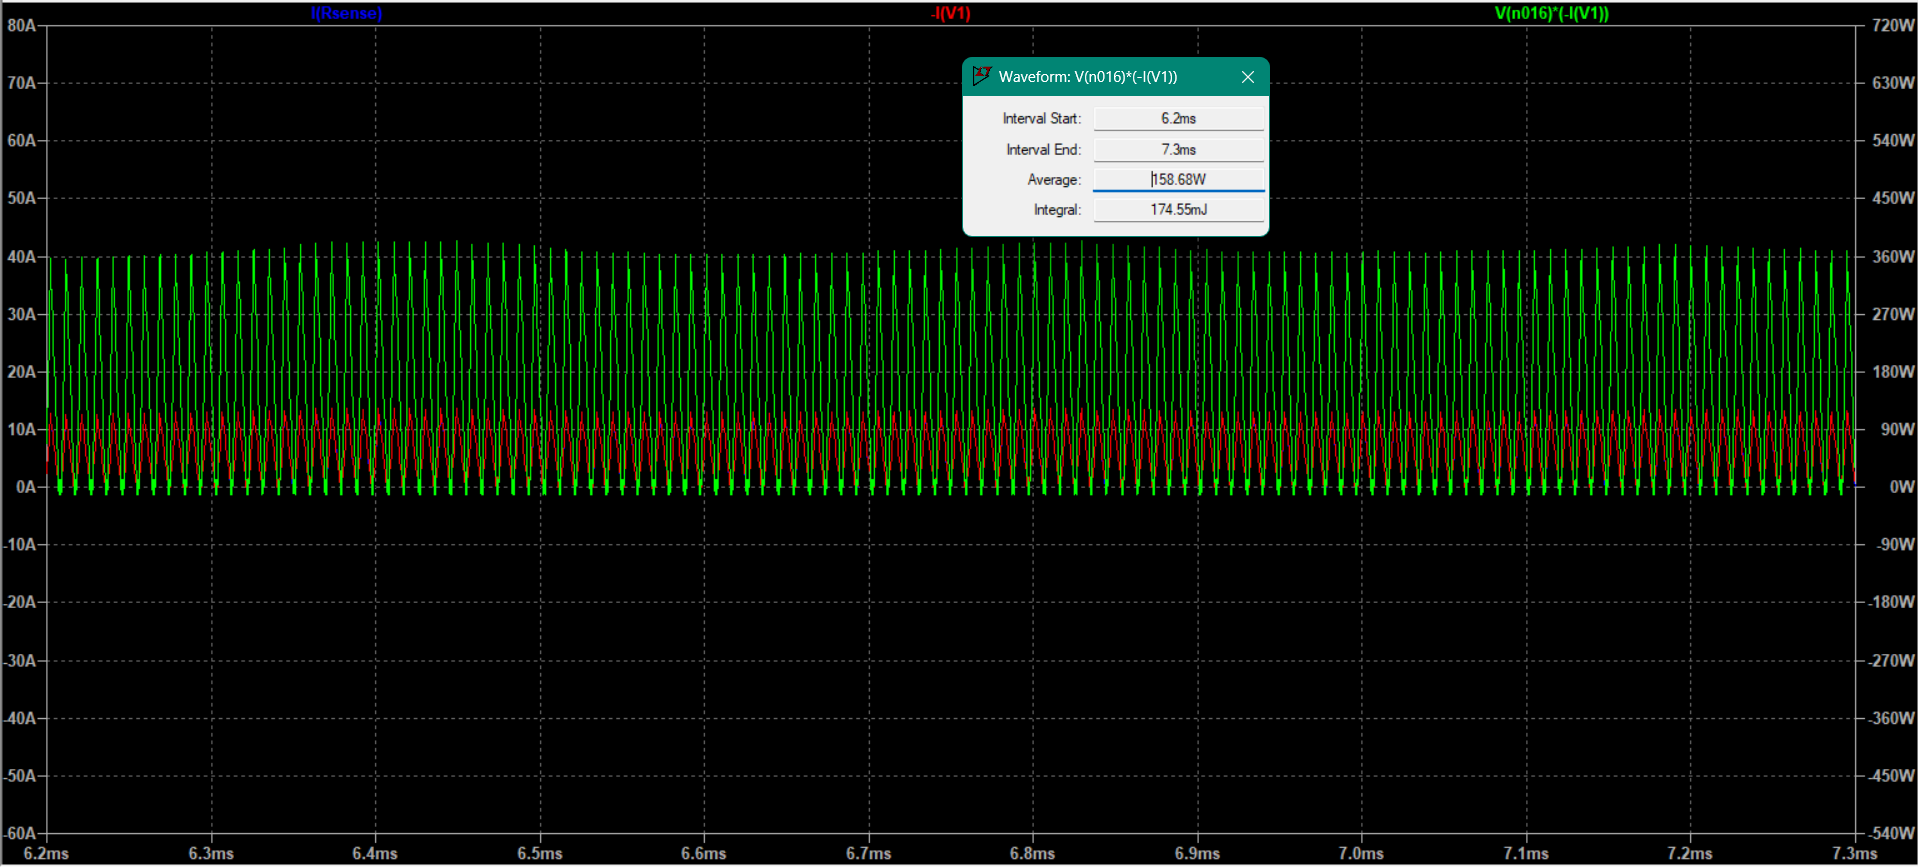 I(Rsense) -I(V1) V(n016)*(-I(V1))
80A 720W
70A 630W
60A 540W
50A 450W
40A 360W
30A 270W
20A 180W
10A 90W
0A 0W
-10A -90W
-20A -180W
-30A -270W
-40A -360W
-50A -450W
-60A -540W
6.2ms 6.3ms 6.4ms 6.5ms 6.6ms 6.7ms 6.8ms 6.9ms 7.0ms 7.1ms 7.2ms 7.3ms
Waveform: V(n016)*(-I(V1))
Interval Start: 6.2ms
Interval End: 7.3ms
Average: 158.68W
Integral: 174.55mJ